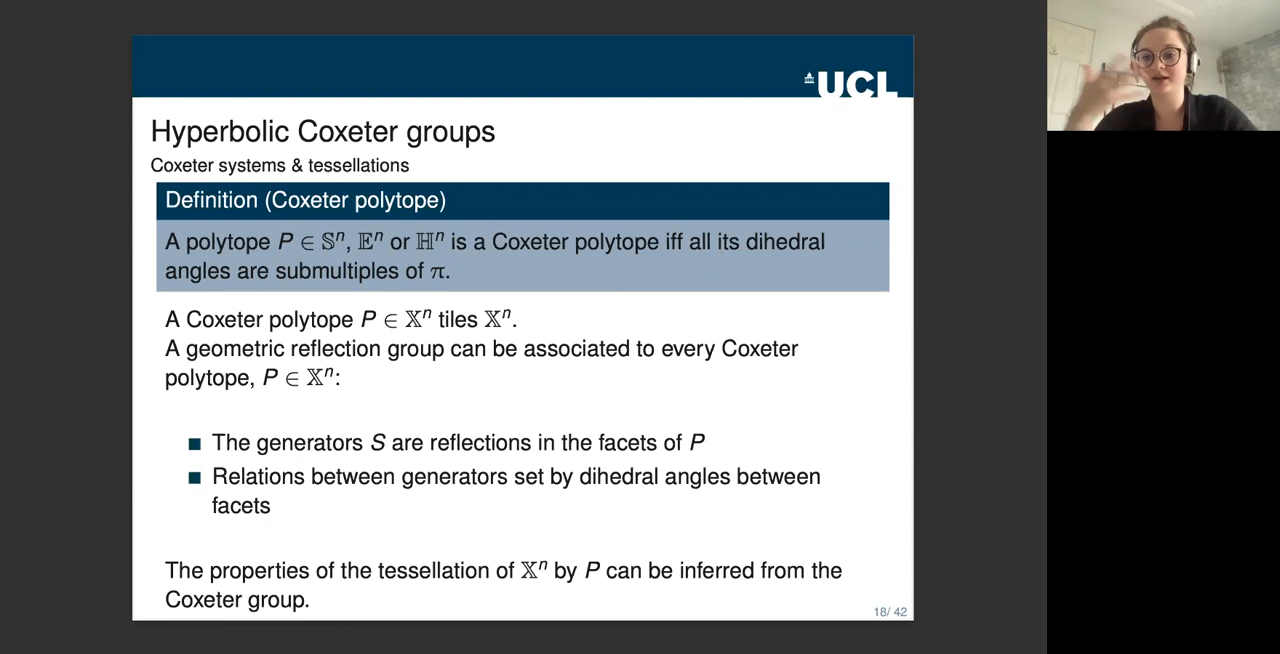 UCL
Hyperbolic Coxeter groups
Coxeter systems & tessellations
Definition (Coxeter polytope)
A polytope P ∈ 𝕊ⁿ, 𝔼ⁿ or ℍⁿ is a Coxeter polytope iff all its dihedral
angles are submultiples of π.
A Coxeter polytope P ∈ 𝕏ⁿ tiles 𝕏ⁿ.
A geometric reflection group can be associated to every Coxeter
polytope, P ∈ 𝕏ⁿ:
■ The generators S are reflections in the facets of P
■ Relations between generators set by dihedral angles between
facets
The properties of the tessellation of 𝕏ⁿ by P can be inferred from the
Coxeter group.
18/ 42